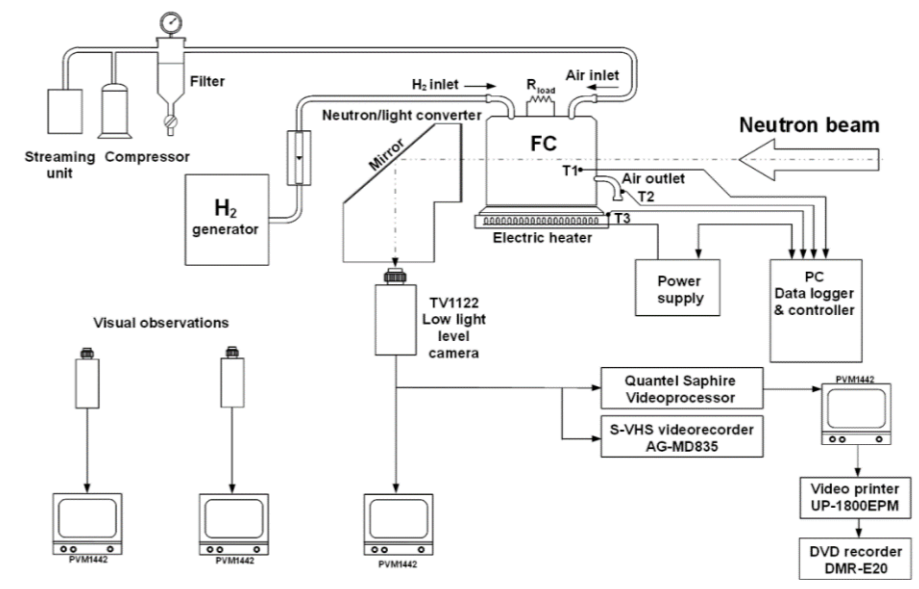 Filter
H₂ inlet
R load
Air inlet
Neutron/light converter
Neutron beam
Streaming
unit
Compressor
Mirror
FC
T1
Air outlet
T2
H₂
generator
T3
Electric heater
Power
supply
PC
Data logger
& controller
TV1122
Low light
level
camera
Visual observations
Quantel Saphire
Videoprocessor
PVM1442
S-VHS videorecorder
AG-MD835
Video printer
UP-1800EPM
DVD recorder
DMR-E20
PVM1442
PVM1442
PVM1442